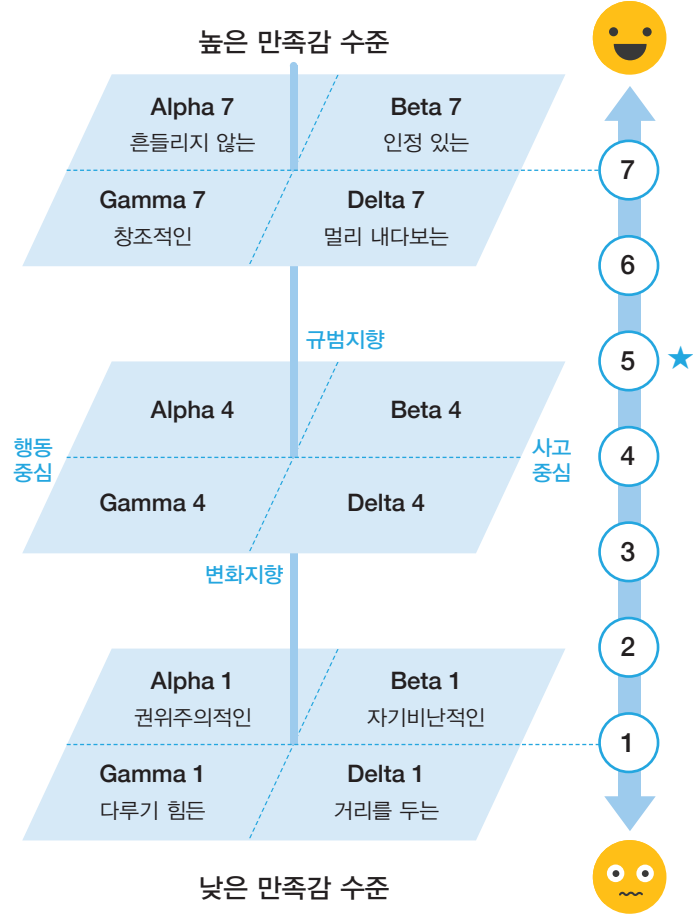 높은 만족감 수준
Alpha 7
흔들리지 않는
Beta 7
인정 있는
Gamma 7
창조적인
Delta 7
멀리 내다보는
규범지향
Alpha 4
Beta 4
행동
중심
사고
중심
Gamma 4
Delta 4
변화지향
Alpha 1
권위주의적인
Beta 1
자기비난적인
Gamma 1
다루기 힘든
Delta 1
거리를 두는
낮은 만족감 수준
7
6
5
4
3
2
1